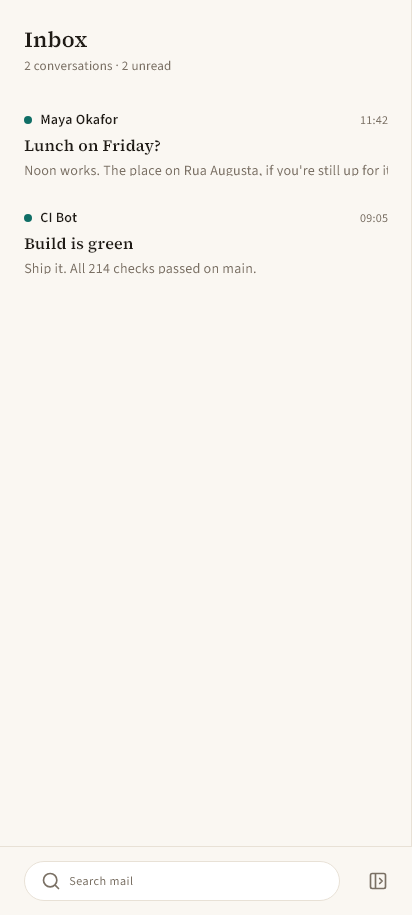 Inbox
2 conversations · 2 unread
Maya Okafor 11:42
Lunch on Friday?
Noon works. The place on Rua Augusta, if you're still up for it
CI Bot 09:05
Build is green
Ship it. All 214 checks passed on main.
Search mail